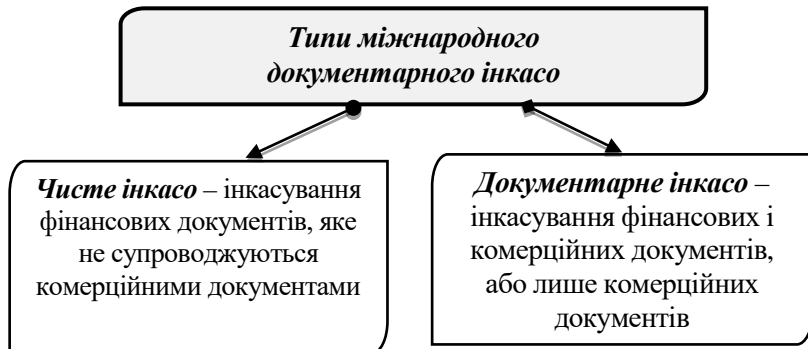 Типи міжнародного
документарного інкасо
Чисте інкасо – інкасування
фінансових документів, яке
не супроводжуються
комерційними документами
Документарне інкасо –
інкасування фінансових і
комерційних документів,
або лише комерційних
документів